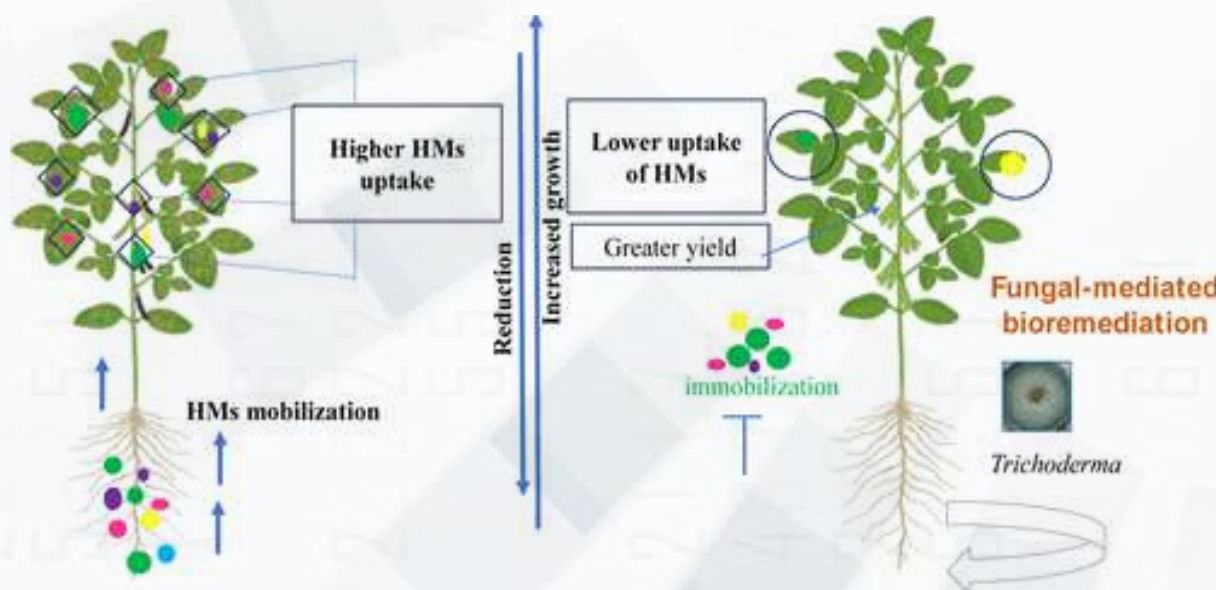 Higher HMs
uptake
HMs mobilization
Reduction
Increased growth
Lower uptake
of HMs
Greater yield
immobilization
Fungal-mediated
bioremediation
Trichoderma